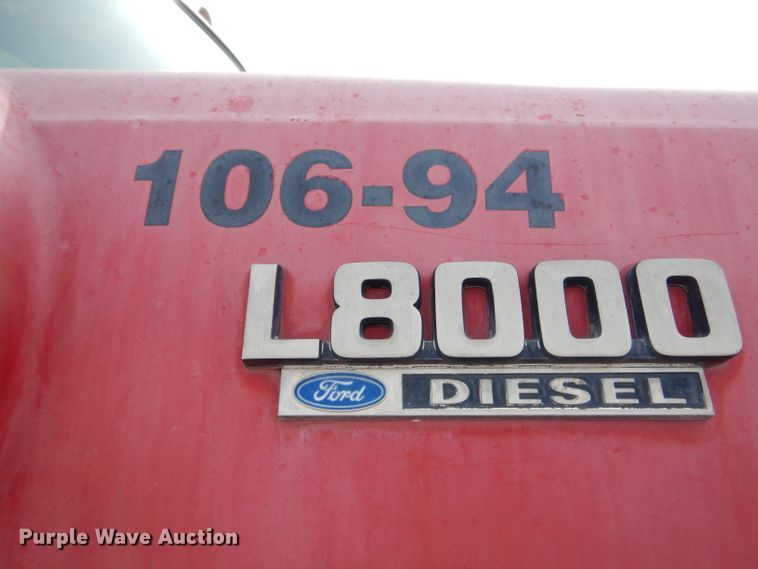 106-94
L8000
Ford DIESEL
Purple Wave Auction